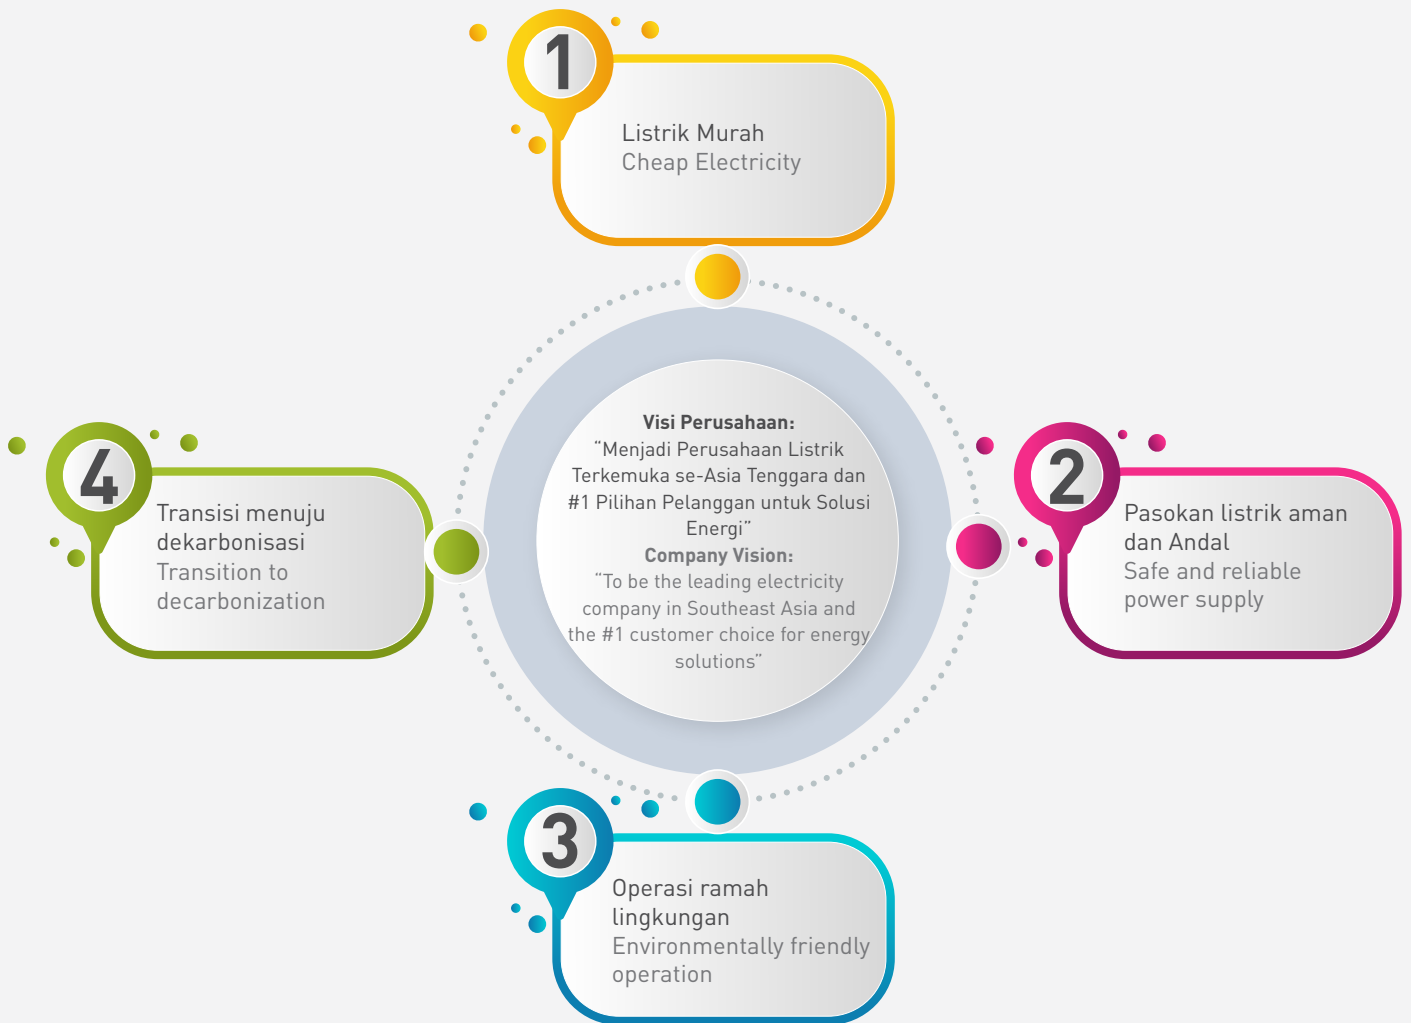 1
Listrik Murah
Cheap Electricity
Visi Perusahaan:
“Menjadi Perusahaan Listrik
Terkemuka se-Asia Tenggara dan
#1 Pilihan Pelanggan untuk Solusi
Energi”
Company Vision:
“To be the leading electricity
company in Southeast Asia and
the #1 customer choice for energy
solutions”
2
Pasokan listrik aman
dan Andal
Safe and reliable
power supply
3
Operasi ramah
lingkungan
Environmentally friendly
operation
4
Transisi menuju
dekarbonisasi
Transition to
decarbonization